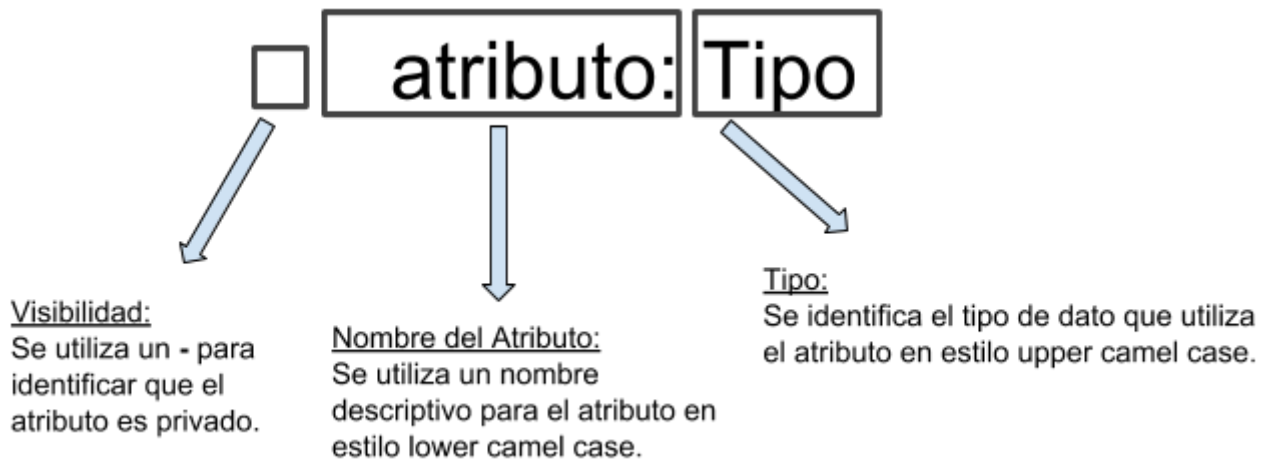 atributo: Tipo
Visibilidad:
Se utiliza un - para
identificar que el
atributo es privado.
Nombre del Atributo:
Se utiliza un nombre
descriptivo para el atributo en
estilo lower camel case.
Tipo:
Se identifica el tipo de dato que utiliza
el atributo en estilo upper camel case.